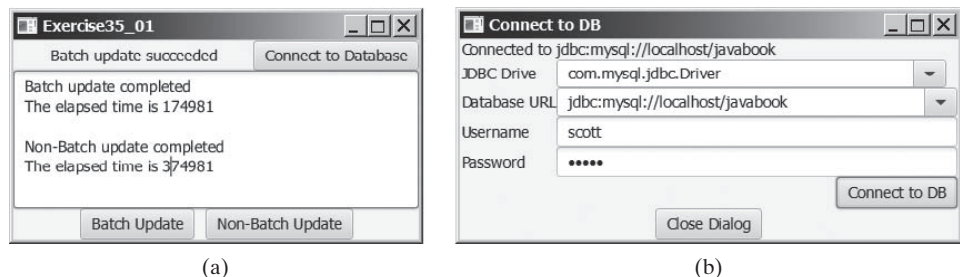 Exercise35_01
Batch update succeeded
Connect to Database
Batch update completed
The elapsed time is 174981
Non-Batch update completed
The elapsed time is 374981
Batch Update
Non-Batch Update
(a)
Connect to DB
Connected to jdbc:mysql://localhost/javabook
JDBC Drive
com.mysql.jdbc.Driver
Database URL
jdbc:mysql://localhost/javabook
Username
scott
Password
•••••
Connect to DB
Close Dialog
(b)